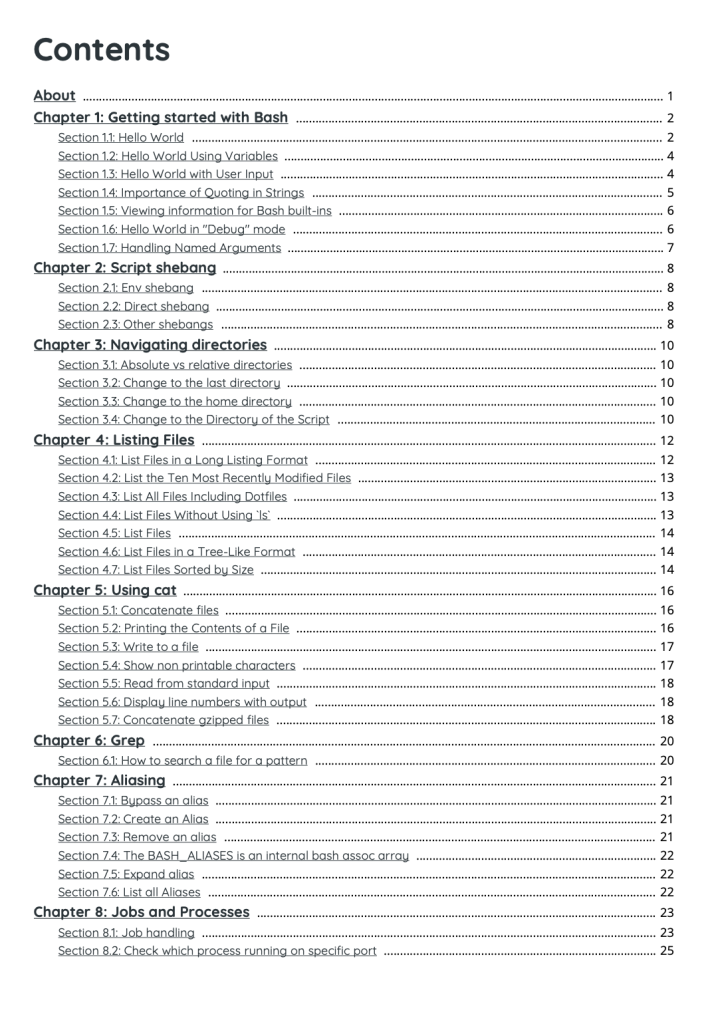 Contents
About ........ 1
Chapter 1: Getting started with Bash ........ 2
Section 1.1: Hello World ........ 2
Section 1.2: Hello World Using Variables ........ 4
Section 1.3: Hello World with User Input ........ 4
Section 1.4: Importance of Quoting in Strings ........ 5
Section 1.5: Viewing information for Bash built-ins ........ 6
Section 1.6: Hello World in "Debug" mode ........ 6
Section 1.7: Handling Named Arguments ........ 7
Chapter 2: Script shebang ........ 8
Section 2.1: Env shebang ........ 8
Section 2.2: Direct shebang ........ 8
Section 2.3: Other shebangs ........ 8
Chapter 3: Navigating directories ........ 10
Section 3.1: Absolute vs relative directories ........ 10
Section 3.2: Change to the last directory ........ 10
Section 3.3: Change to the home directory ........ 10
Section 3.4: Change to the Directory of the Script ........ 10
Chapter 4: Listing Files ........ 12
Section 4.1: List Files in a Long Listing Format ........ 12
Section 4.2: List the Ten Most Recently Modified Files ........ 13
Section 4.3: List All Files Including Dotfiles ........ 13
Section 4.4: List Files Without Using `ls` ........ 13
Section 4.5: List Files ........ 14
Section 4.6: List Files in a Tree-Like Format ........ 14
Section 4.7: List Files Sorted by Size ........ 14
Chapter 5: Using cat ........ 16
Section 5.1: Concatenate files ........ 16
Section 5.2: Printing the Contents of a File ........ 16
Section 5.3: Write to a file ........ 17
Section 5.4: Show non printable characters ........ 17
Section 5.5: Read from standard input ........ 18
Section 5.6: Display line numbers with output ........ 18
Section 5.7: Concatenate gzipped files ........ 18
Chapter 6: Grep ........ 20
Section 6.1: How to search a file for a pattern ........ 20
Chapter 7: Aliasing ........ 21
Section 7.1: Bypass an alias ........ 21
Section 7.2: Create an Alias ........ 21
Section 7.3: Remove an alias ........ 21
Section 7.4: The BASH_ALIASES is an internal bash assoc array ........ 22
Section 7.5: Expand alias ........ 22
Section 7.6: List all Aliases ........ 22
Chapter 8: Jobs and Processes ........ 23
Section 8.1: Job handling ........ 23
Section 8.2: Check which process running on specific port ........ 25